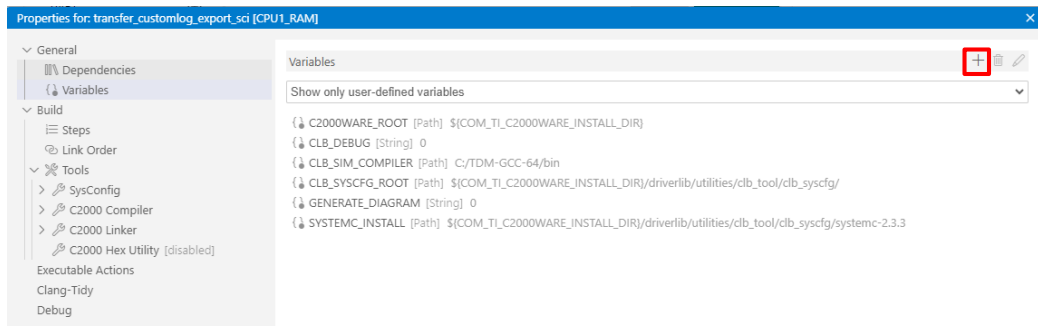 Properties for: transfer_customlog_export_sci [CPU1_RAM]
General
Dependencies
Variables
Build
Steps
Link Order
Tools
SysConfig
C2000 Compiler
C2000 Linker
C2000 Hex Utility [disabled]
Executable Actions
Clang-Tidy
Debug
Variables
Show only user-defined variables
C2000WARE_ROOT [Path] ${COM_TI_C2000WARE_INSTALL_DIR}
CLB_DEBUG [String] 0
CLB_SIM_COMPILER [Path] C:/TDM-GCC-64/bin
CLB_SYSCFG_ROOT [Path] ${COM_TI_C2000WARE_INSTALL_DIR}/driverlib/utilities/clb_tool/clb_syscfg/
GENERATE_DIAGRAM [String] 0
SYSTEMC_INSTALL [Path] ${COM_TI_C2000WARE_INSTALL_DIR}/driverlib/utilities/clb_tool/clb_syscfg/systemc-2.3.3